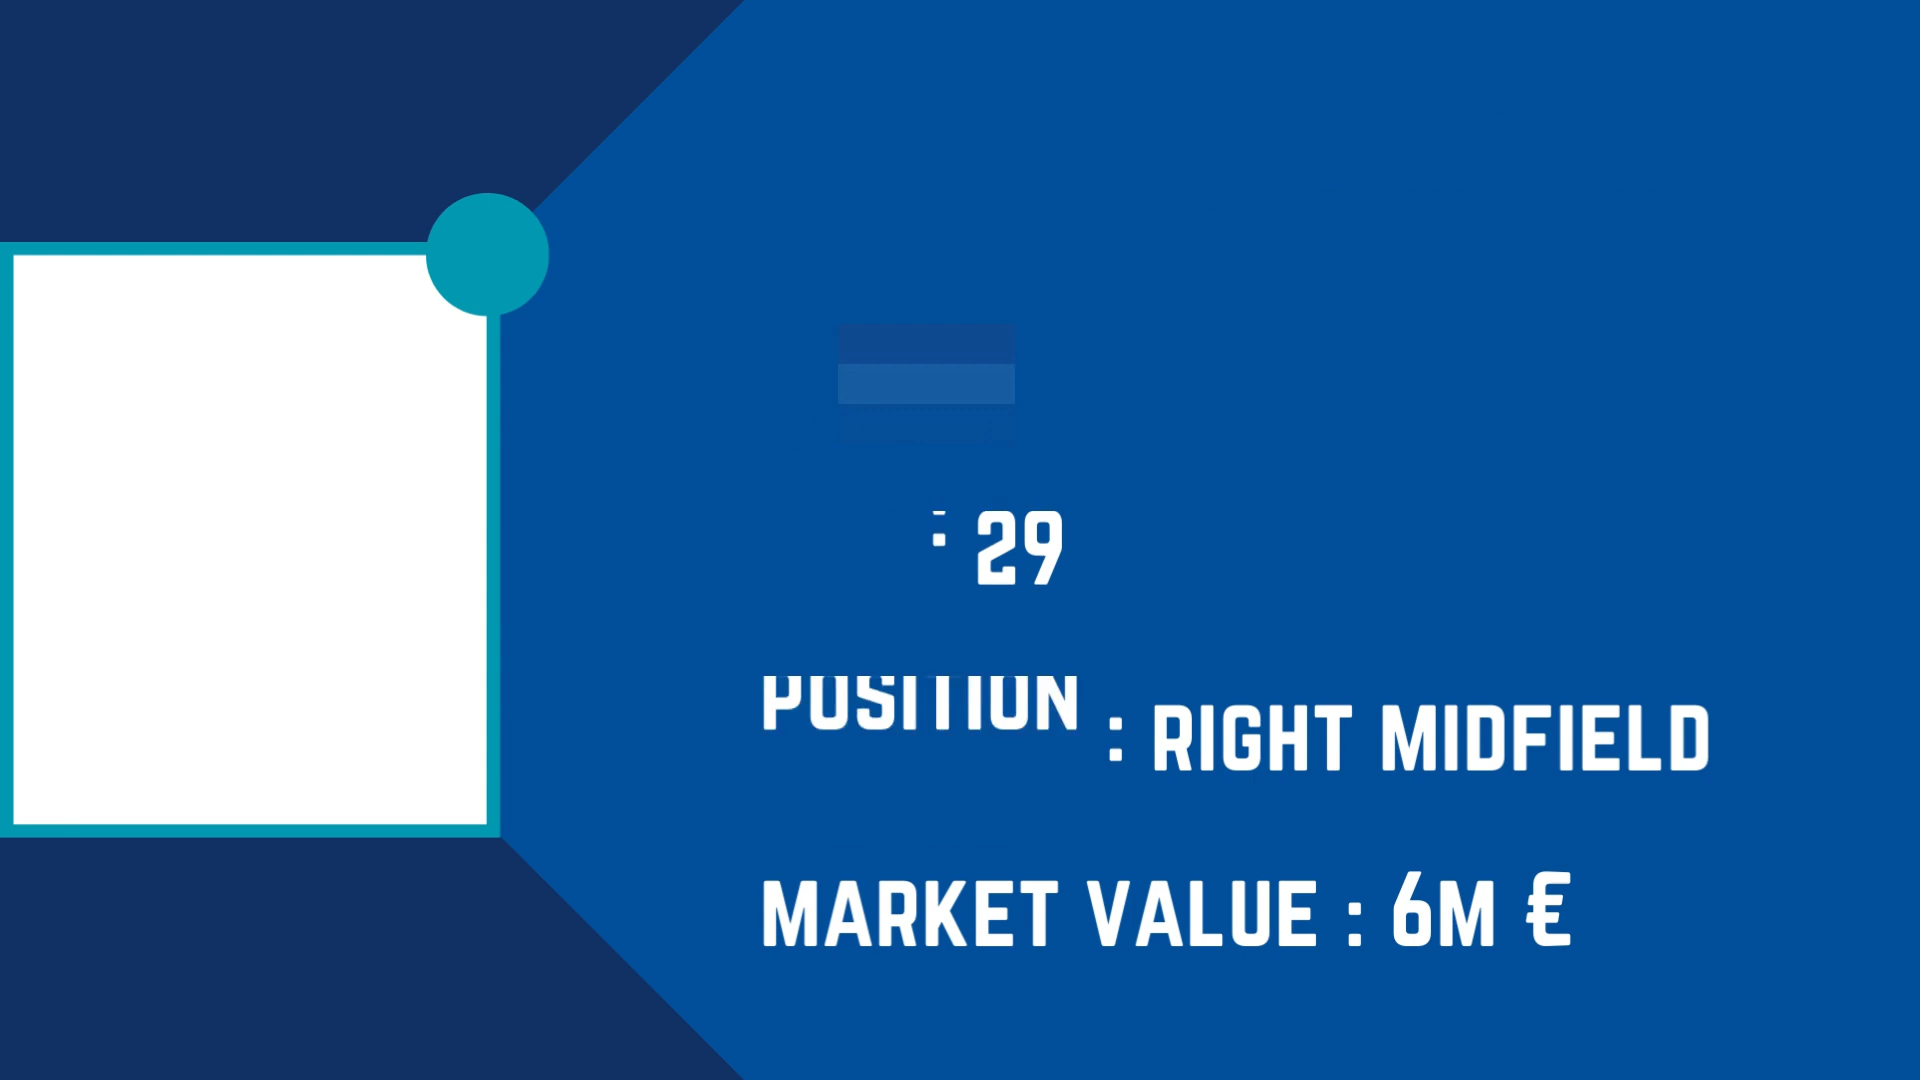 : 29
POSITION : RIGHT MIDFIELD
MARKET VALUE : 6M €